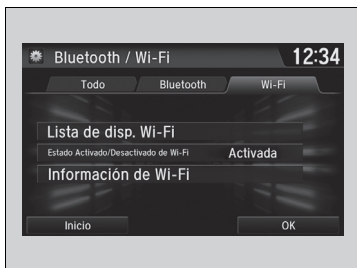 Bluetooth / Wi-Fi 12:34
Todo Bluetooth Wi-Fi
Lista de disp. Wi-Fi
Estado Activado/Desactivado de Wi-Fi Activada
Información de Wi-Fi
Inicio OK